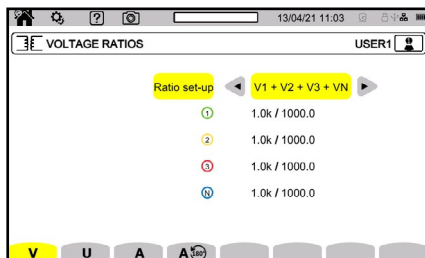 13/04/21 11:03
VOLTAGE RATIOS USER1
Ratio set-up V1 + V2 + V3 + VN
1 1.0k / 1000.0
2 1.0k / 1000.0
3 1.0k / 1000.0
N 1.0k / 1000.0
V U A A 180°